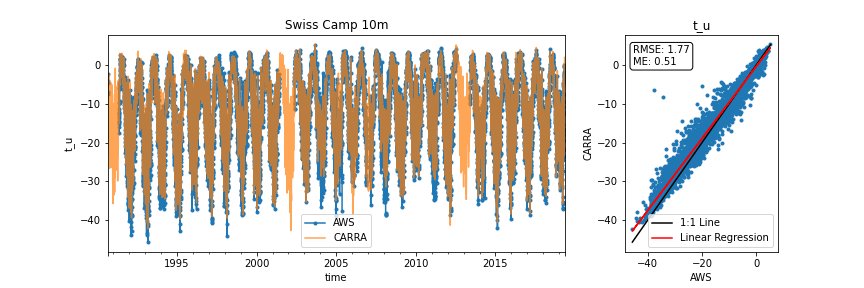 Swiss Camp 10m
t_u
0
−10
−20
−30
−40
1995
2000
2005
2010
2015
time
AWS
CARRA
t_u
RMSE: 1.77
ME: 0.51
CARRA
0
−10
−20
−30
−40
−40
−20
0
AWS
1:1 Line
Linear Regression